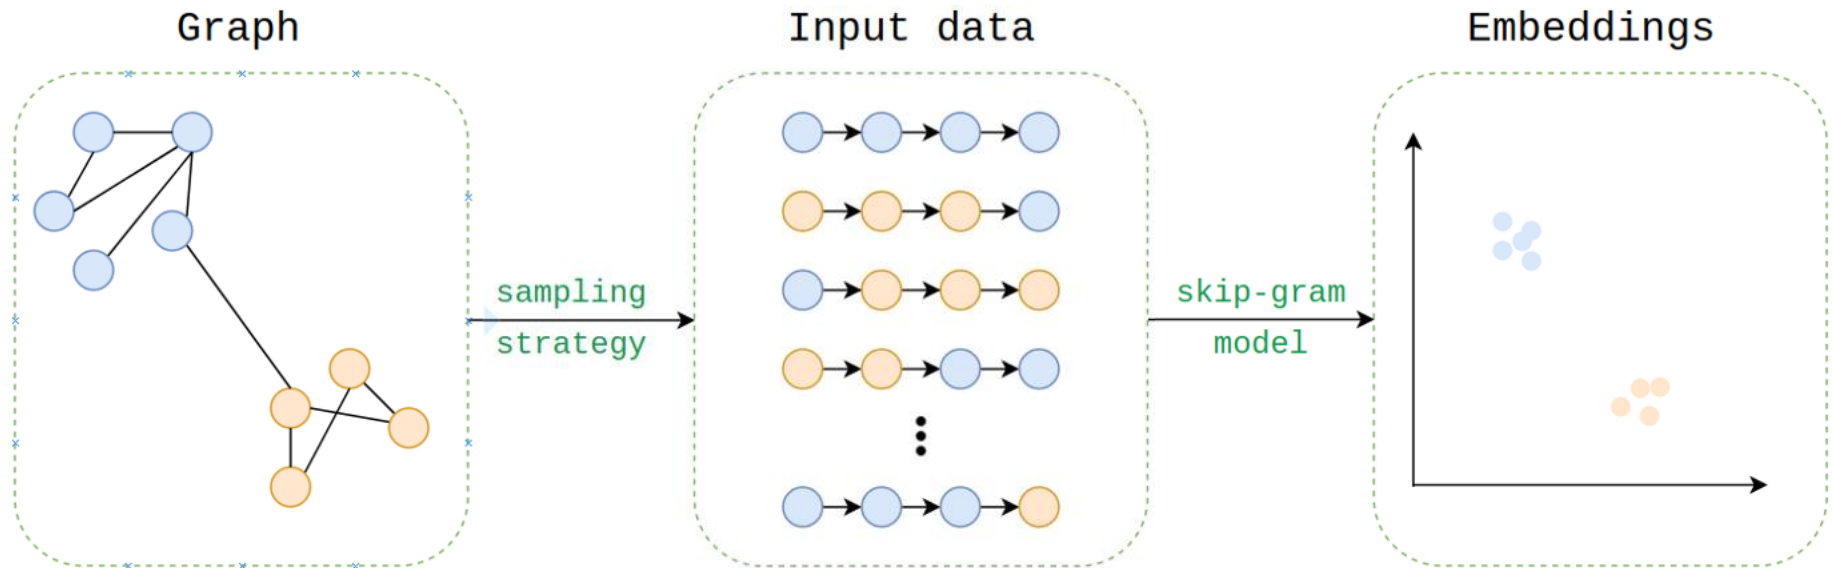 Graph
Input data
Embeddings
sampling
strategy
skip-gram
model